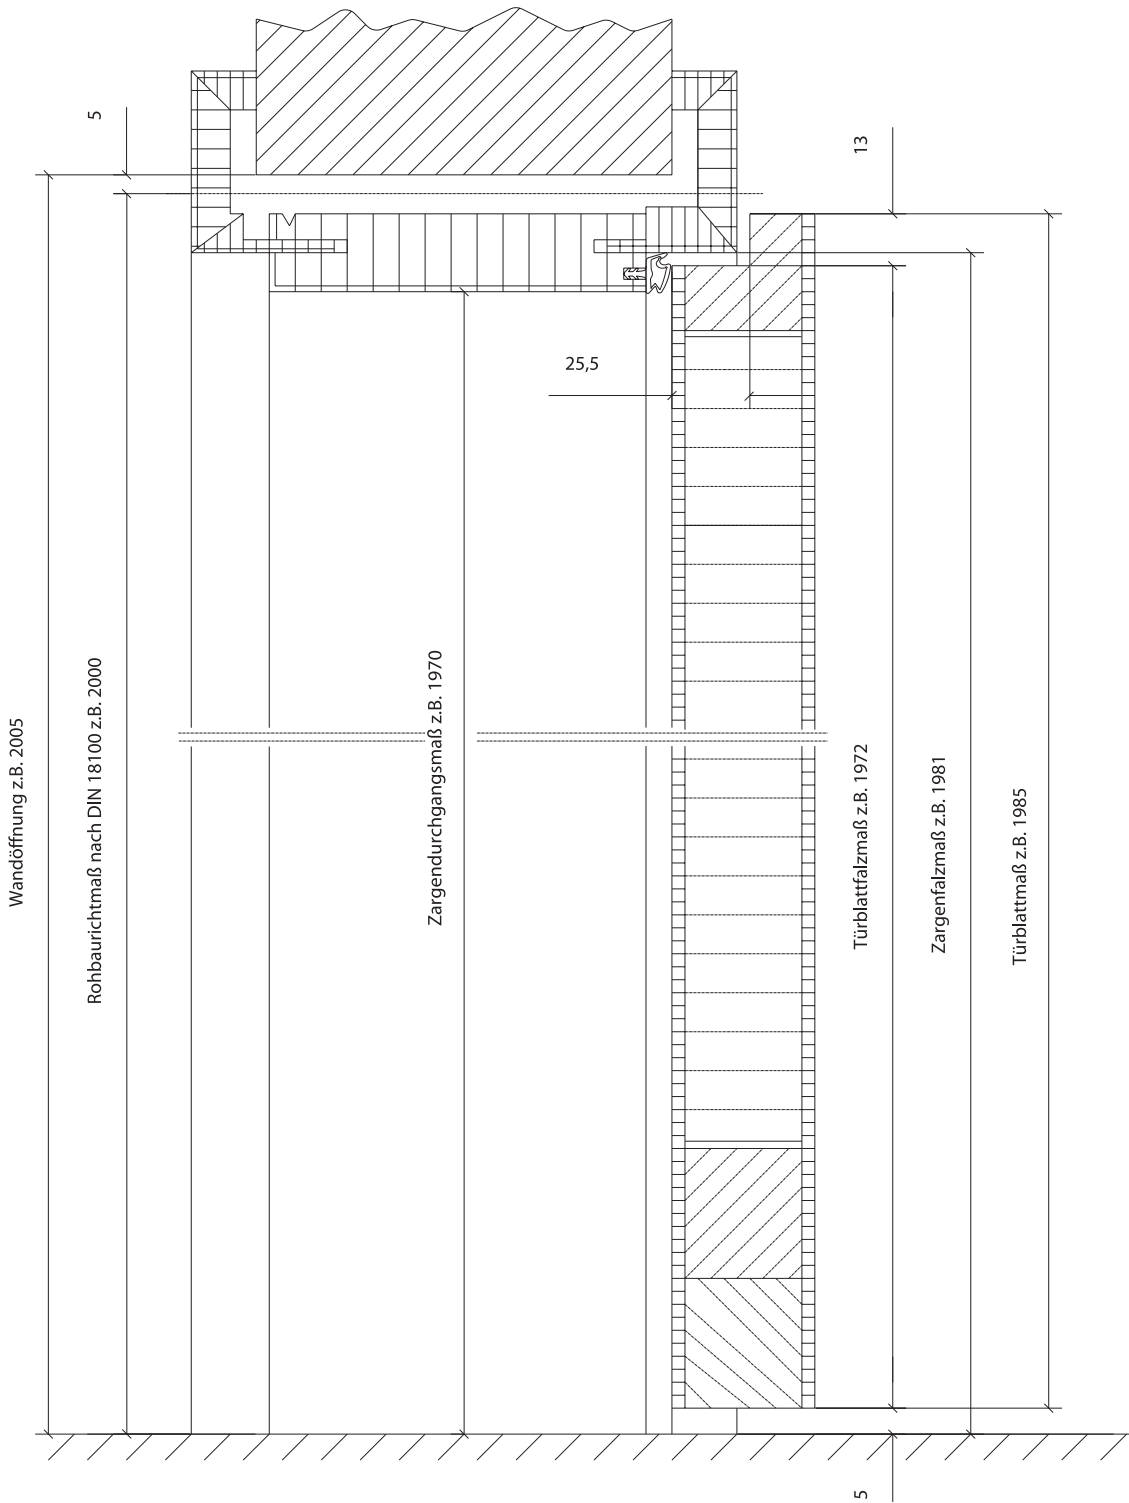 5
13
25,5
Wandöffnung z.B. 2005
Rohbaurichtmaß nach DIN 18100 z.B. 2000
Zargendurchgangsmaß z.B. 1970
Türblattfalzmaß z.B. 1972
Zargenfalzmaß z.B. 1981
Türblattmaß z.B. 1985
5